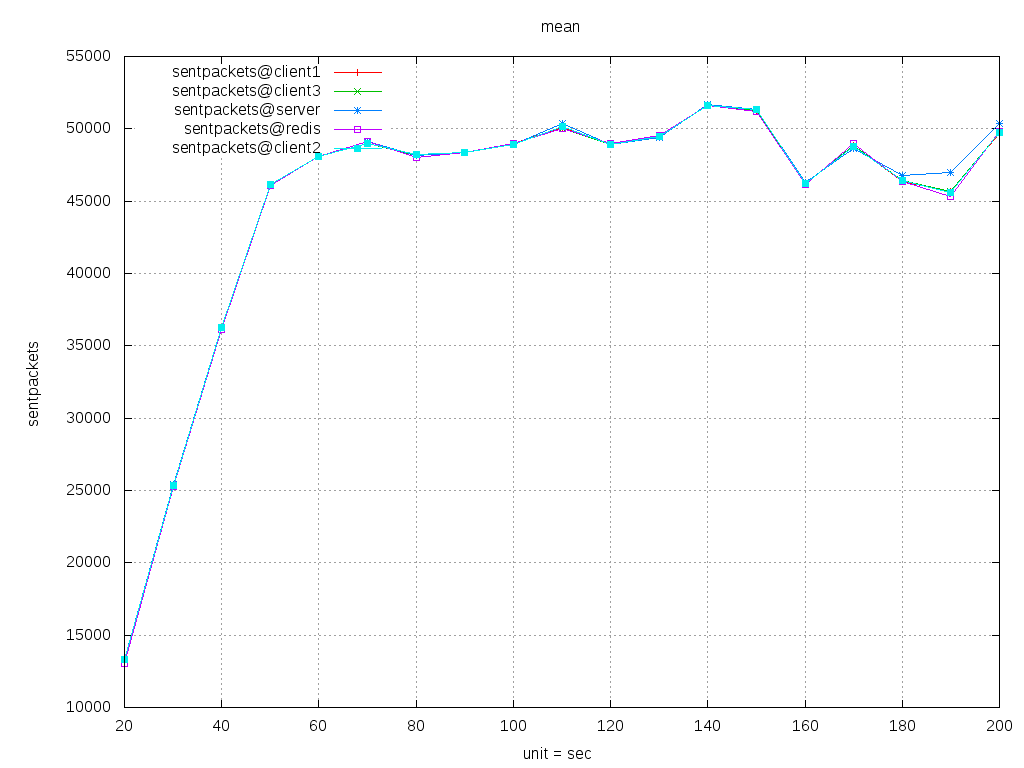 mean
55000
50000
45000
40000
35000
30000
25000
20000
15000
10000
sentpackets
sentpackets@client1
sentpackets@client3
sentpackets@server
sentpackets@redis
sentpackets@client2
20 40 60 80 100 120 140 160 180 200
unit = sec